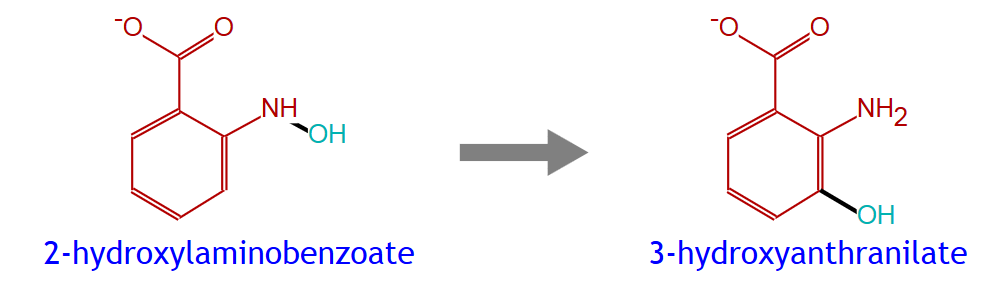 -O O
NH
OH
2-hydroxylaminobenzoate
-O O
NH2
OH
3-hydroxyanthranilate